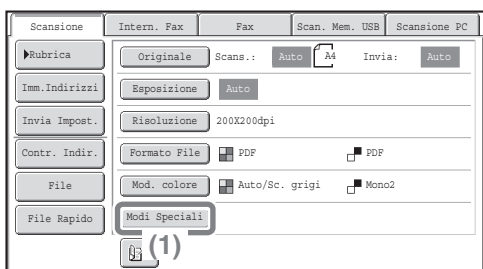 Scansione Intern. Fax Fax Scan. Mem. USB Scansione PC
Rubrica Originale Scans.: Auto A4 Invia: Auto
Imm.Indirizzi Esposizione Auto
Invia Impost. Risoluzione 200X200dpi
Contr. Indir. Formato File PDF PDF
File Mod. colore Auto/Sc. grigi Mono2
File Rapido Modi Speciali
(1)